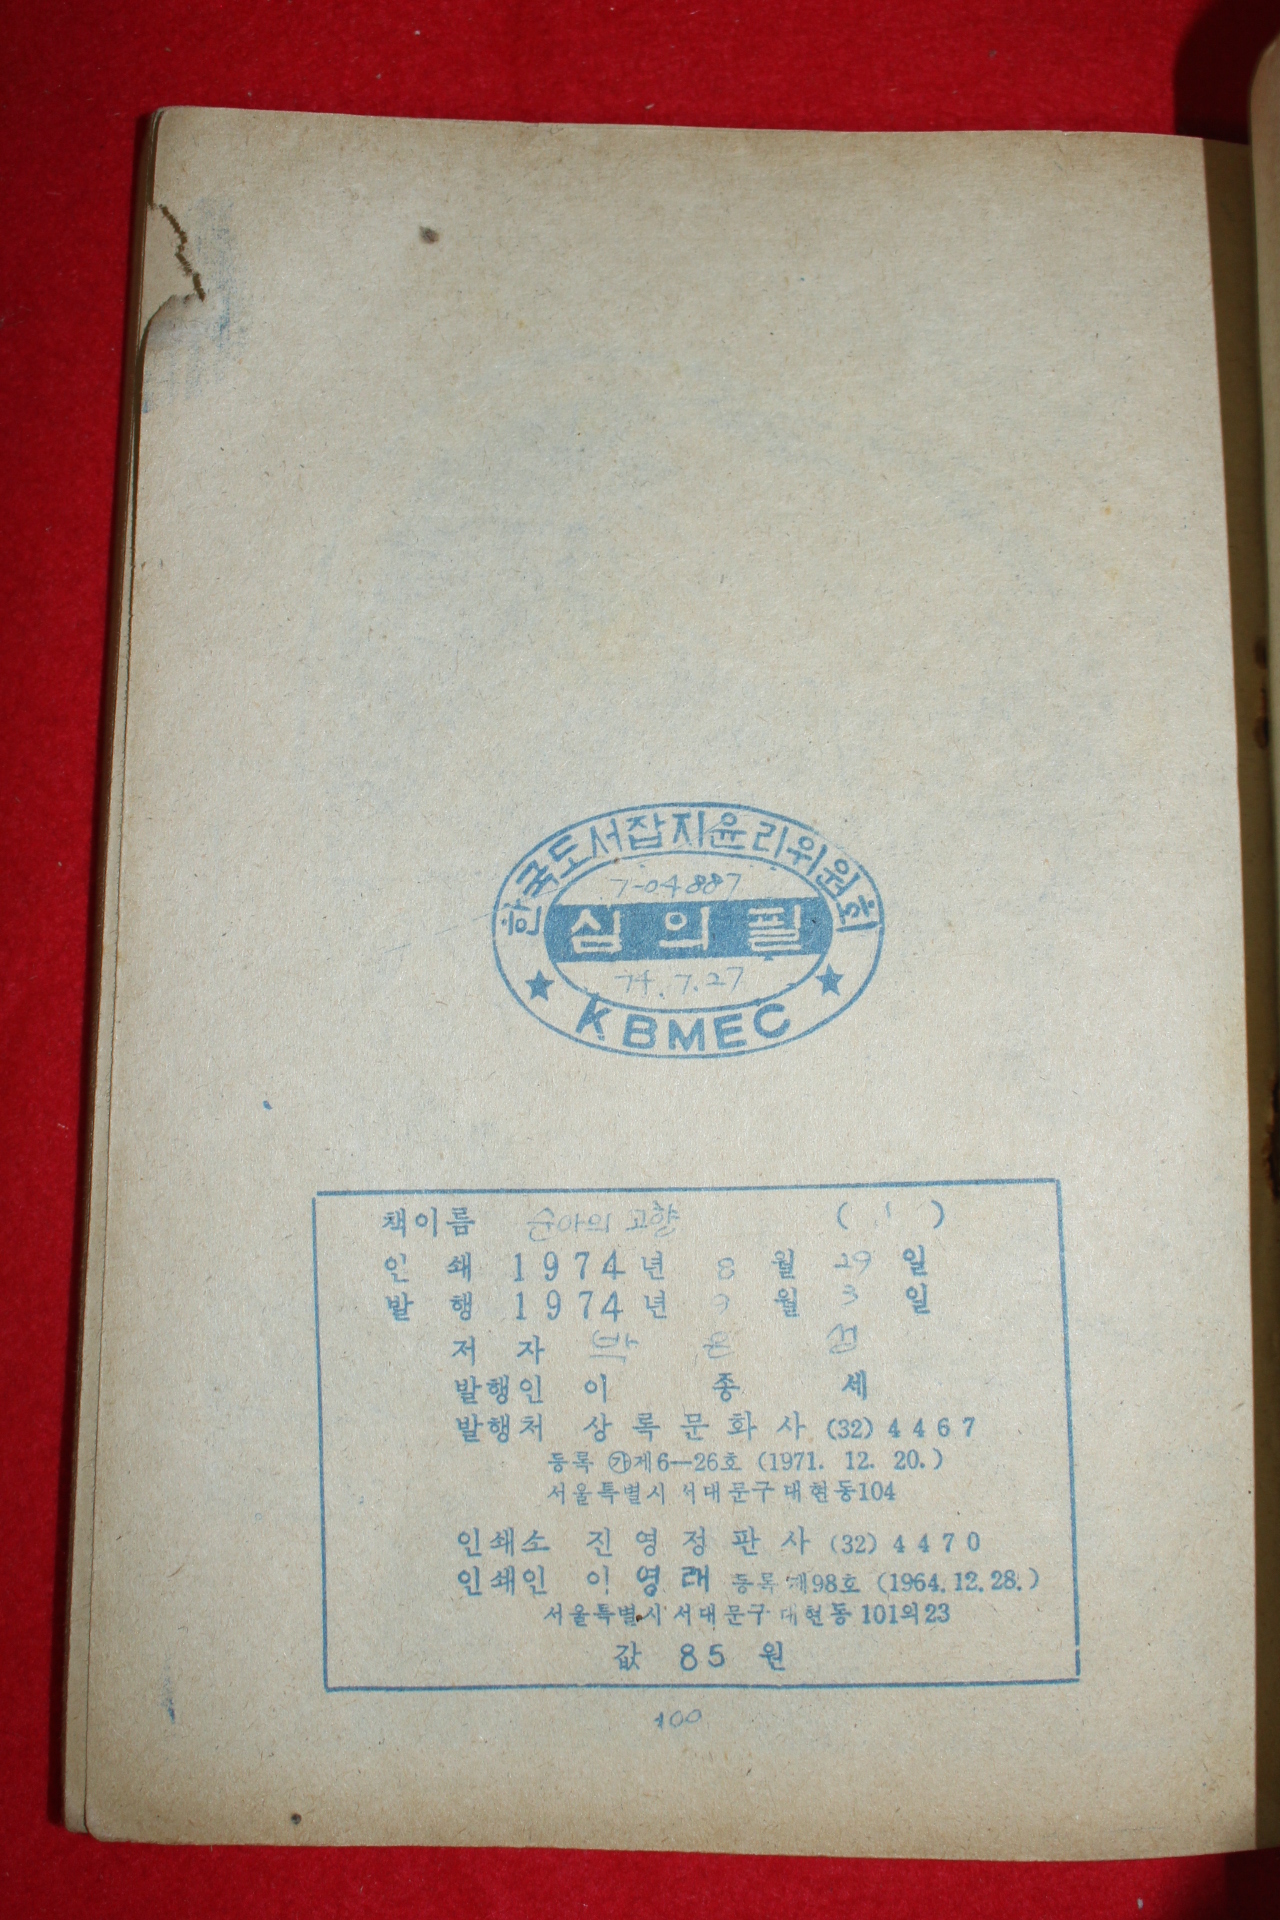 한국도서잡지윤리위원회
7-04887
심의필
74.7.27
★ KBMEC ★
책이름 순아의 고향 ( 1 )
인 쇄 1974년 8 월 29 일
발 행 1974년 9 월 3 일
저 자 박
발행인 이 종 세
발행처 상록문화사 (32) 4467
등록 ㉮제6—26호 (1971. 12. 20.)
서울특별시 서대문구 대현동104
인쇄소 진영정판사 (32) 4470
인쇄인 이영래 등록 제98호 (1964. 12. 28.)
서울특별시 서대문구 대현동 101의23
값 85 원
100